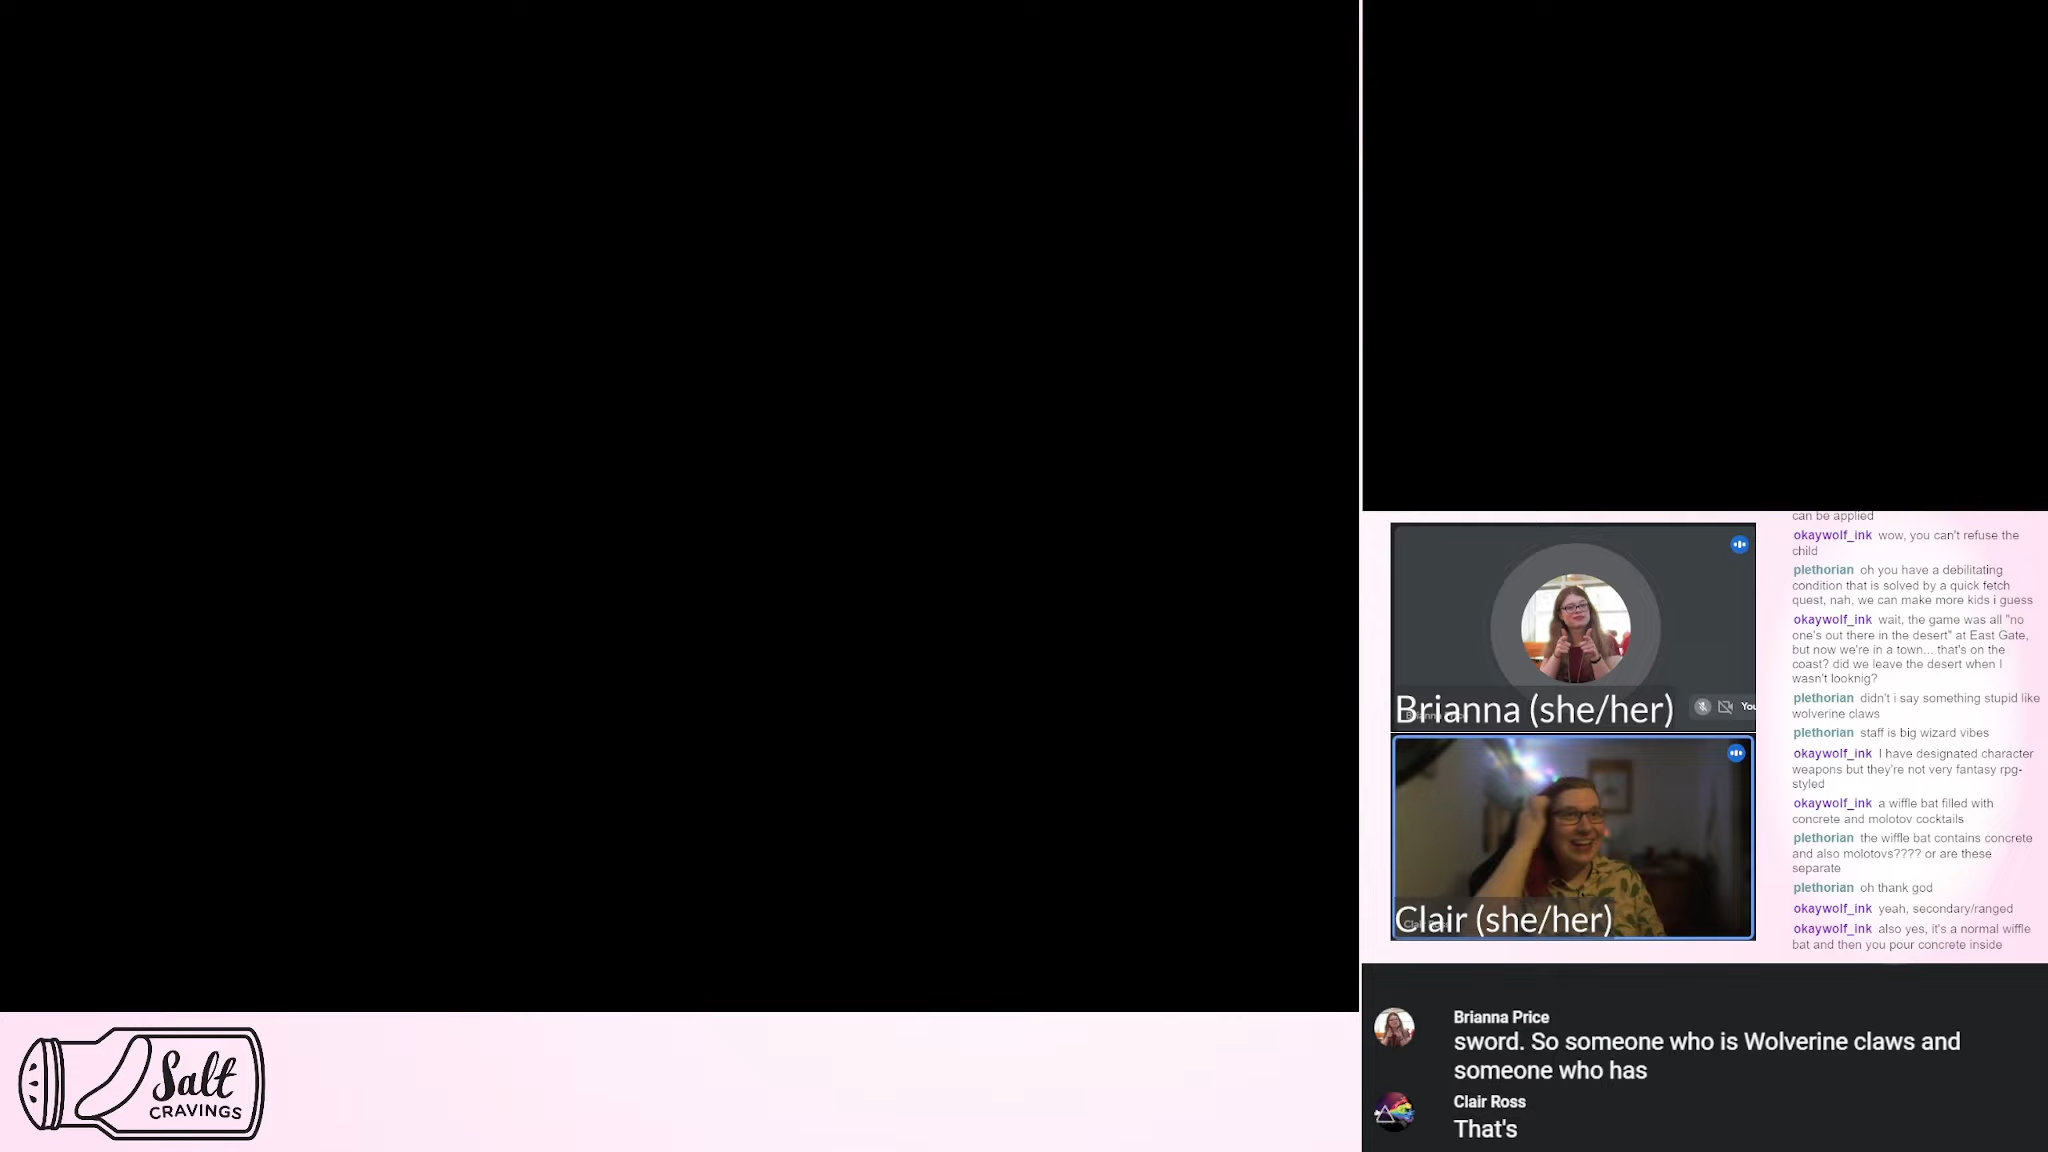 can be applied
okaywolf_ink wow, you can't refuse the
child
plethorian oh you have a debilitating
condition that is solved by a quick fetch
quest, nah, we can make more kids i guess
okaywolf_ink wait, the game was all "no
one's out there in the desert" at East Gate,
but now we're in a town... that's on the
coast? did we leave the desert when I
wasn't looknig?
plethorian didn't i say something stupid like
wolverine claws
plethorian staff is big wizard vibes
okaywolf_ink I have designated character
weapons but they're not very fantasy rpg-
styled
okaywolf_ink a wiffle bat filled with
concrete and molotov cocktails
plethorian the wiffle bat contains concrete
and also molotovs???? or are these
separate
plethorian oh thank god
okaywolf_ink yeah, secondary/ranged
okaywolf_ink also yes, it's a normal wiffle
bat and then you pour concrete inside
Brianna (she/her)
You
Clair (she/her)
Brianna Price
sword. So someone who is Wolverine claws and
someone who has
Clair Ross
That's
Salt
CRAVINGS